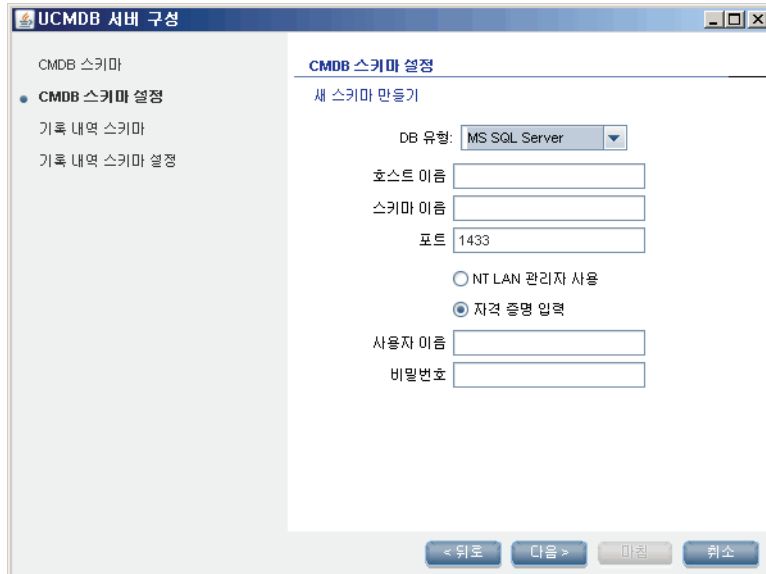 UCMDB 서버 구성
CMDB 스키마
CMDB 스키마 설정
기록 내역 스키마
기록 내역 스키마 설정
CMDB 스키마 설정
새 스키마 만들기
DB 유형: MS SQL Server
호스트 이름
스키마 이름
포트 1433
NT LAN 관리자 사용
자격 증명 입력
사용자 이름
비밀번호
< 뒤로 다음 > 마침 취소